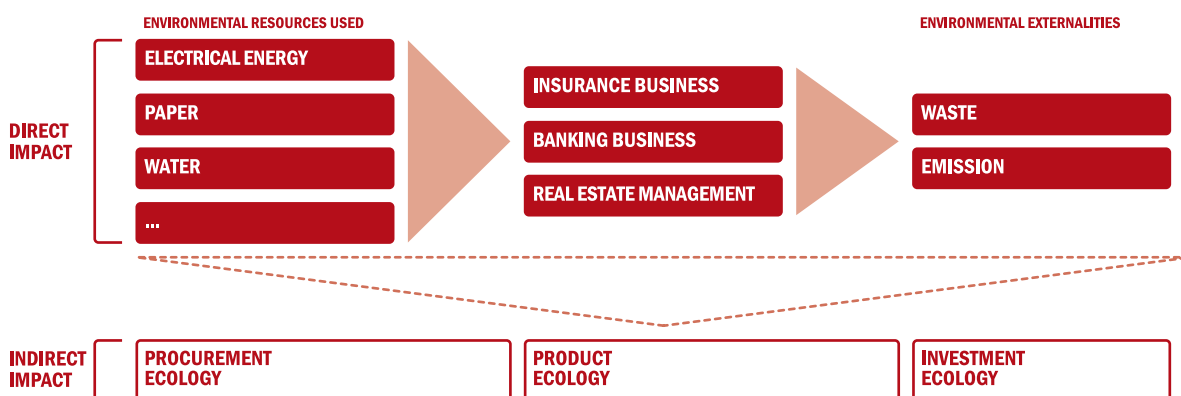 ENVIRONMENTAL RESOURCES USED
ENVIRONMENTAL EXTERNALITIES
DIRECT
IMPACT
ELECTRICAL ENERGY
PAPER
WATER
...
INSURANCE BUSINESS
BANKING BUSINESS
REAL ESTATE MANAGEMENT
WASTE
EMISSION
INDIRECT
IMPACT
PROCUREMENT
ECOLOGY
PRODUCT
ECOLOGY
INVESTMENT
ECOLOGY